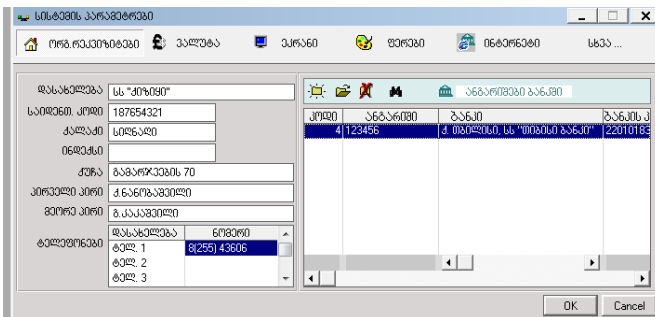 სისტემის პარამეტრები
ორგ.რეკვიზიტები ვალუტა ეკრანი ფერები ინტერნეტი სხვა ...
დასახელება სს "ქიზიყი"
საიდენთ. კოდი 187654321
ქალაქი სიღნაღი
ინდექსი
ქუჩა გამარჯვების 70
პირველი პირი ქ.ნანობაშვილი
მეორე პირი გ.კაკაშვილი
ტელეფონები
დასახელება ნომერი
ტელ. 1 8(255) 43606
ტელ. 2
ტელ. 3
ანგარიშები ბანკში
კოდი ანგარიში ბანკი ბანკის კ
4 123456 ქ. თბილისი, სს "თიბისი ბანკი" 22010183
OK Cancel